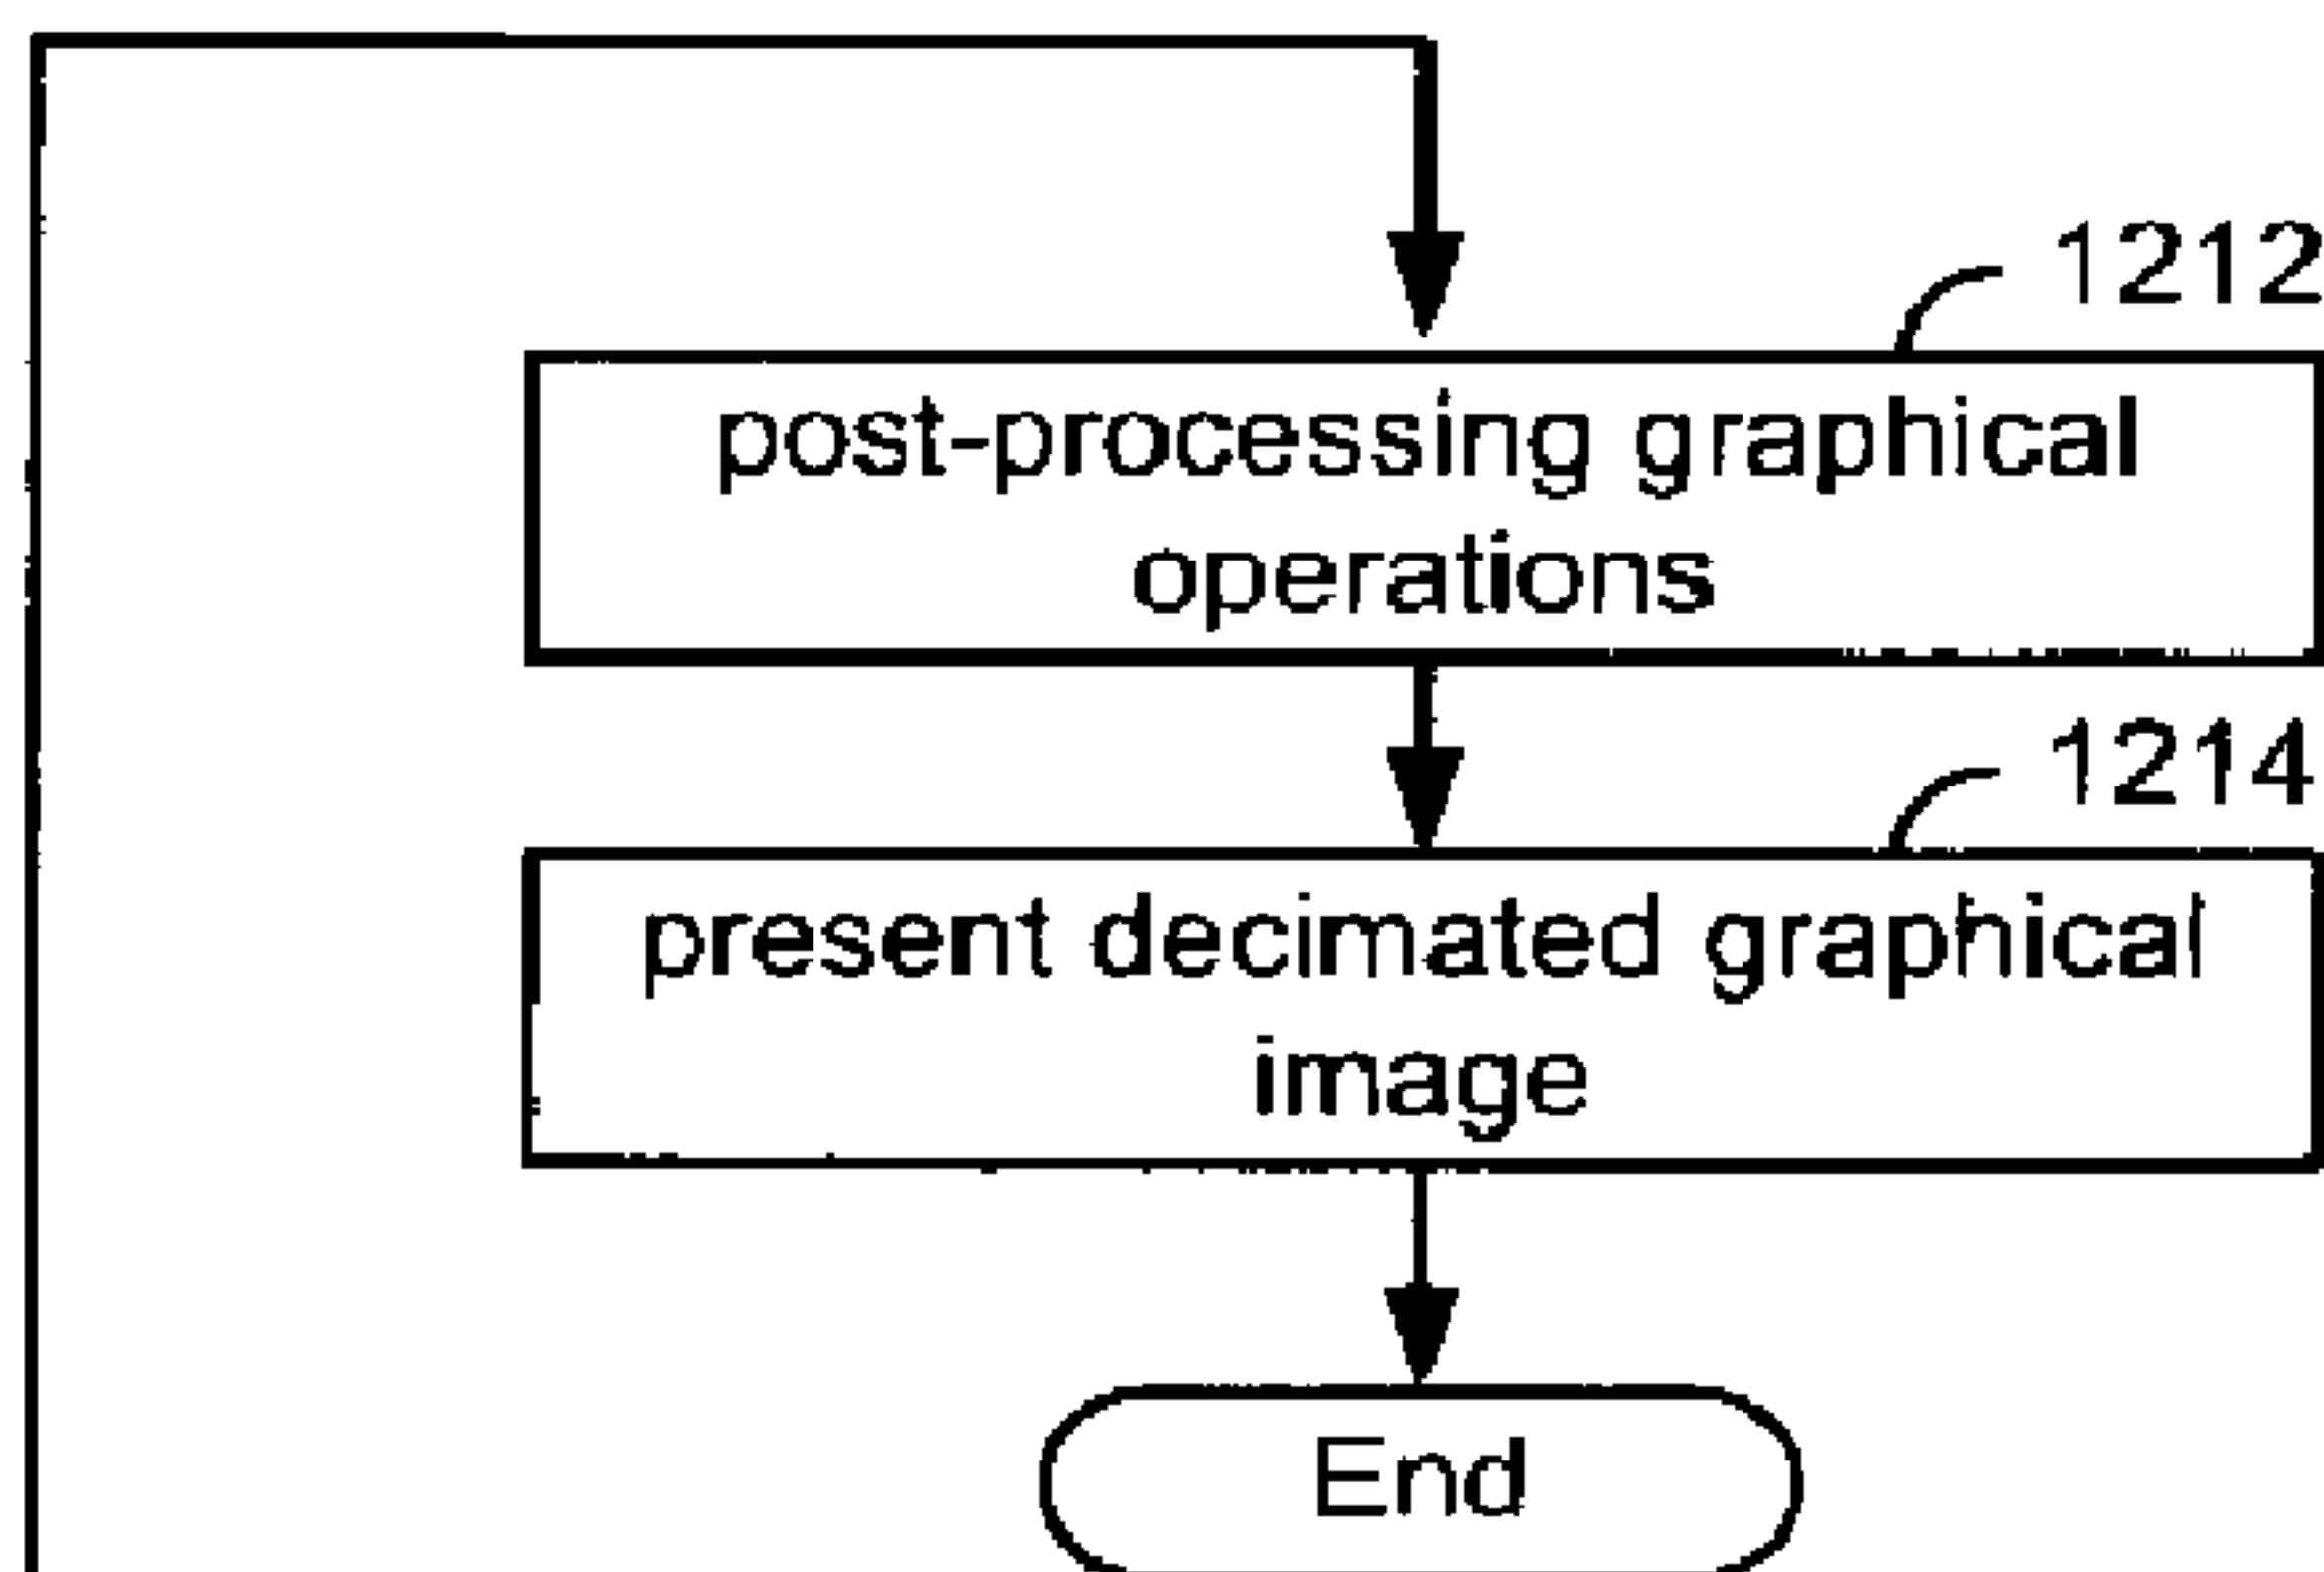 1212
post-processing graphical
operations
1214
present decimated graphical
image
End